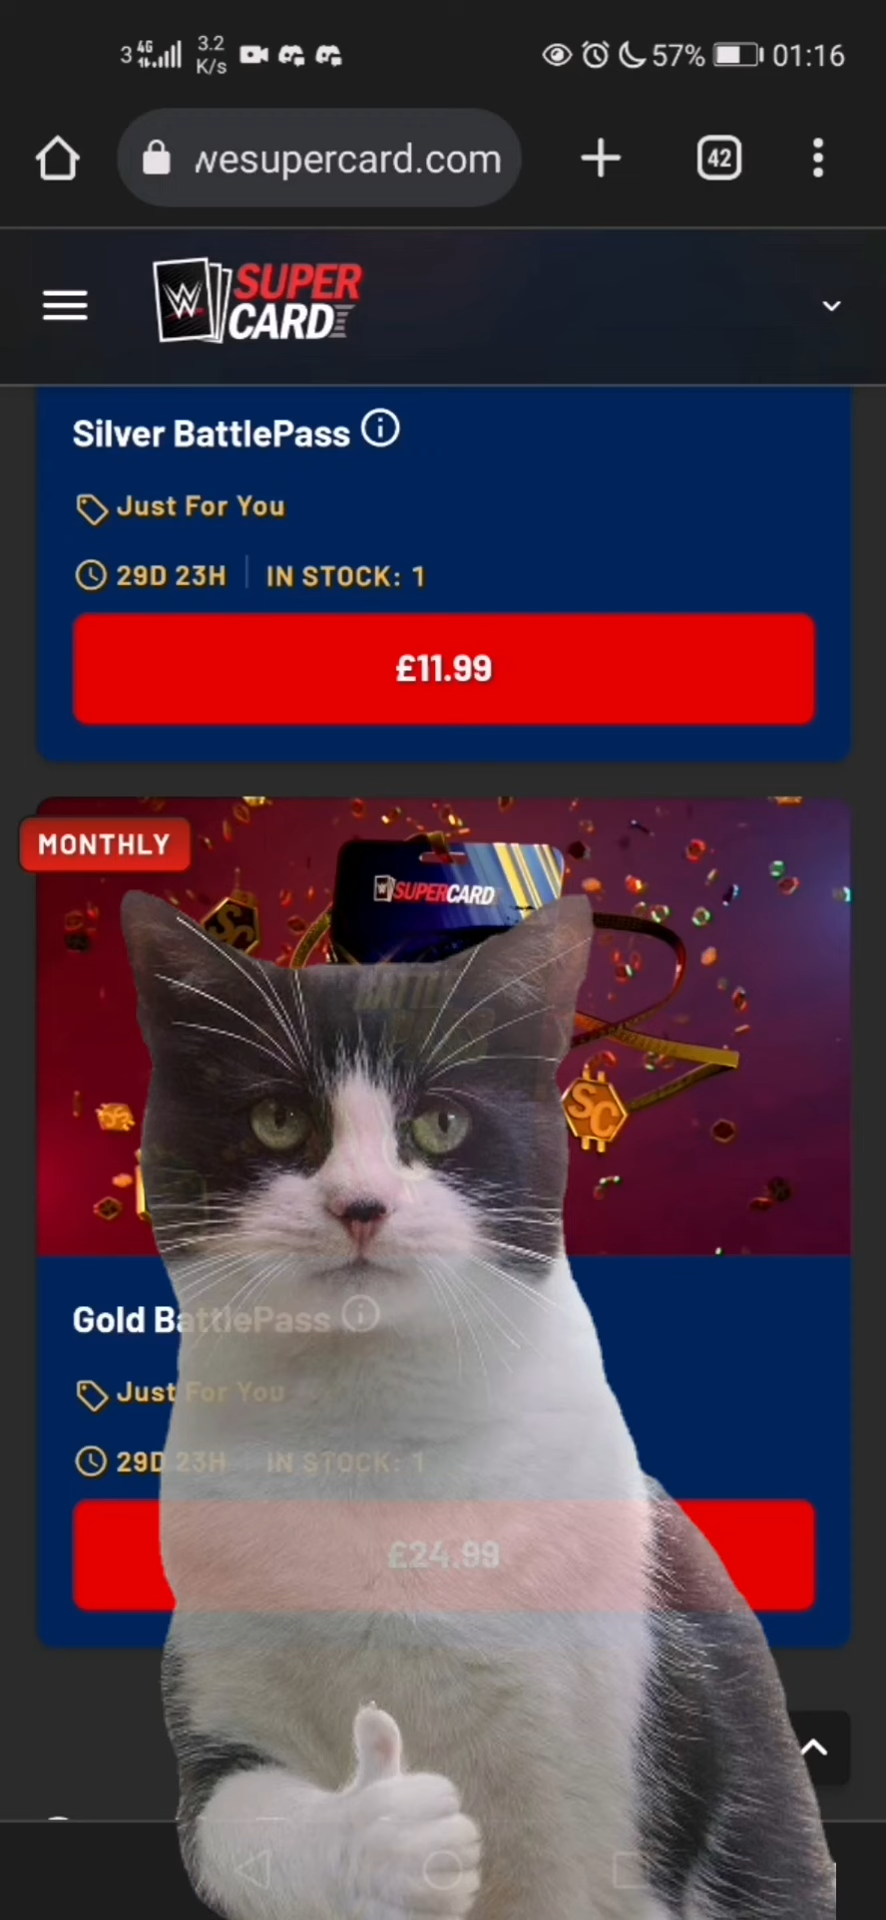 3 4G 3.2 K/s 57% 01:16
wesupercard.com 42
W SUPER
CARD
Silver BattlePass
Just For You
29D 23H IN STOCK: 1
£11.99
MONTHLY
W SUPERCARD
SC
BATTLE
SC
Gold BattlePass
Just For You
29D 23H IN STOCK: 1
£24.99